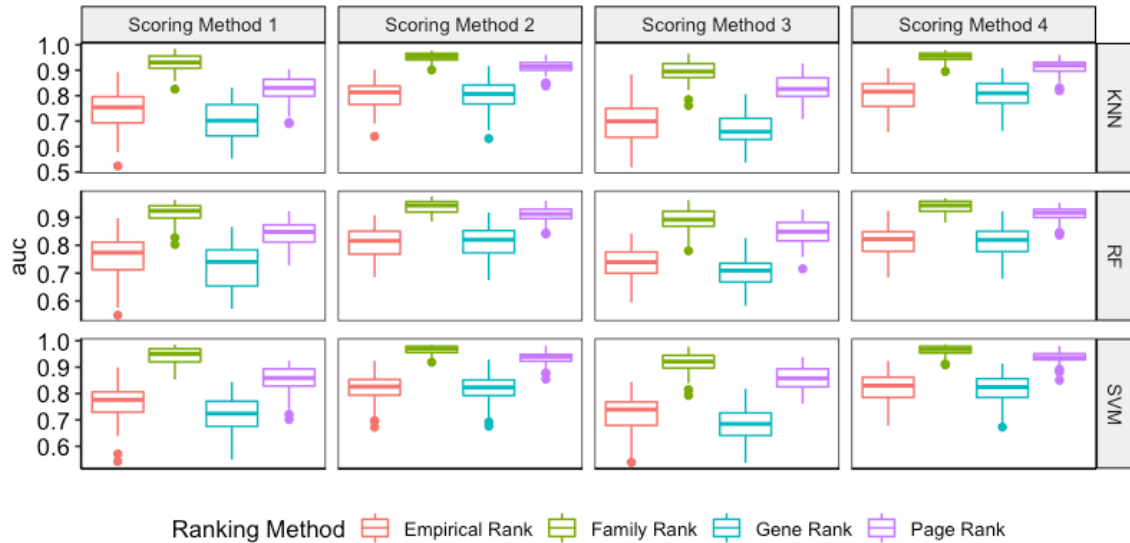 Scoring Method 1 Scoring Method 2 Scoring Method 3 Scoring Method 4
1.0
0.9
0.8
0.7
0.6
0.5
KNN
0.9
0.8
0.7
0.6
RF
auc
1.0
0.9
0.8
0.7
0.6
SVM
Ranking Method Empirical Rank Family Rank Gene Rank Page Rank